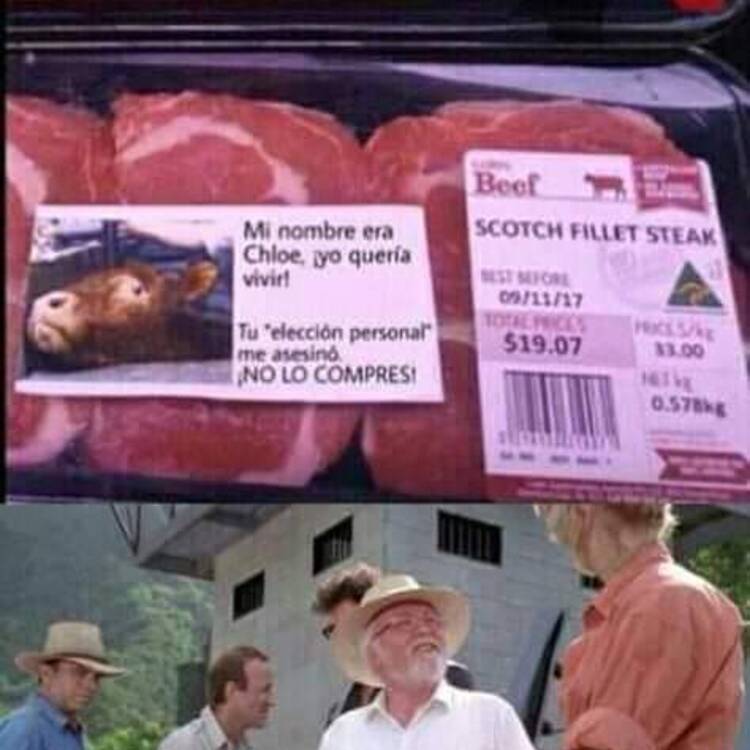 Mi nombre era
Chloe, ¡yo quería
vivir!
Tu "elección personal"
me asesinó.
¡NO LO COMPRES!
Beef
SCOTCH FILLET STEAK
BEST BEFORE
09/11/17
TOTAL PRICE $
$19.07
PRICE $/kg
33.00
NET kg
0.578kg